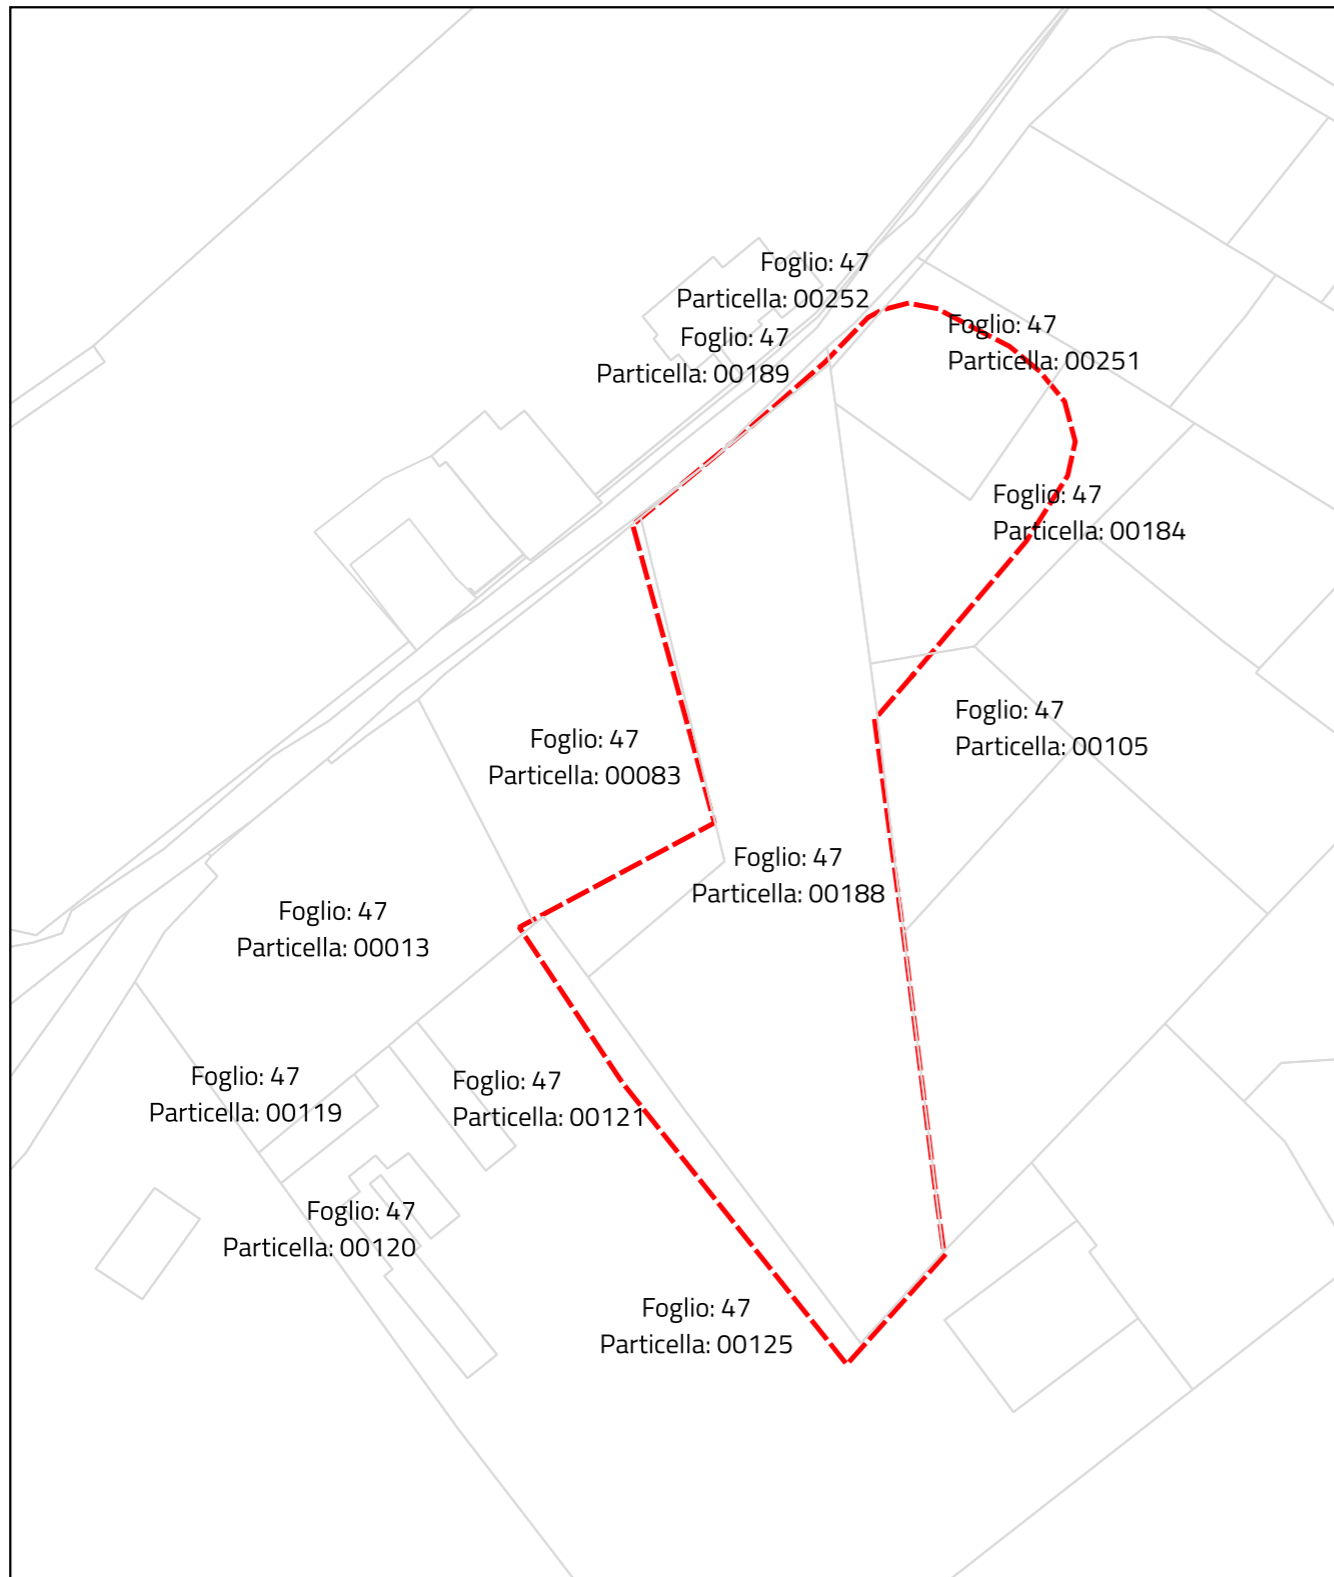 Foglio: 47
Particella: 00252
Foglio: 47
Particella: 00251
Foglio: 47
Particella: 00189
Foglio: 47
Particella: 00184
Foglio: 47
Particella: 00105
Foglio: 47
Particella: 00083
Foglio: 47
Particella: 00188
Foglio: 47
Particella: 00013
Foglio: 47
Particella: 00119
Foglio: 47
Particella: 00121
Foglio: 47
Particella: 00120
Foglio: 47
Particella: 00125